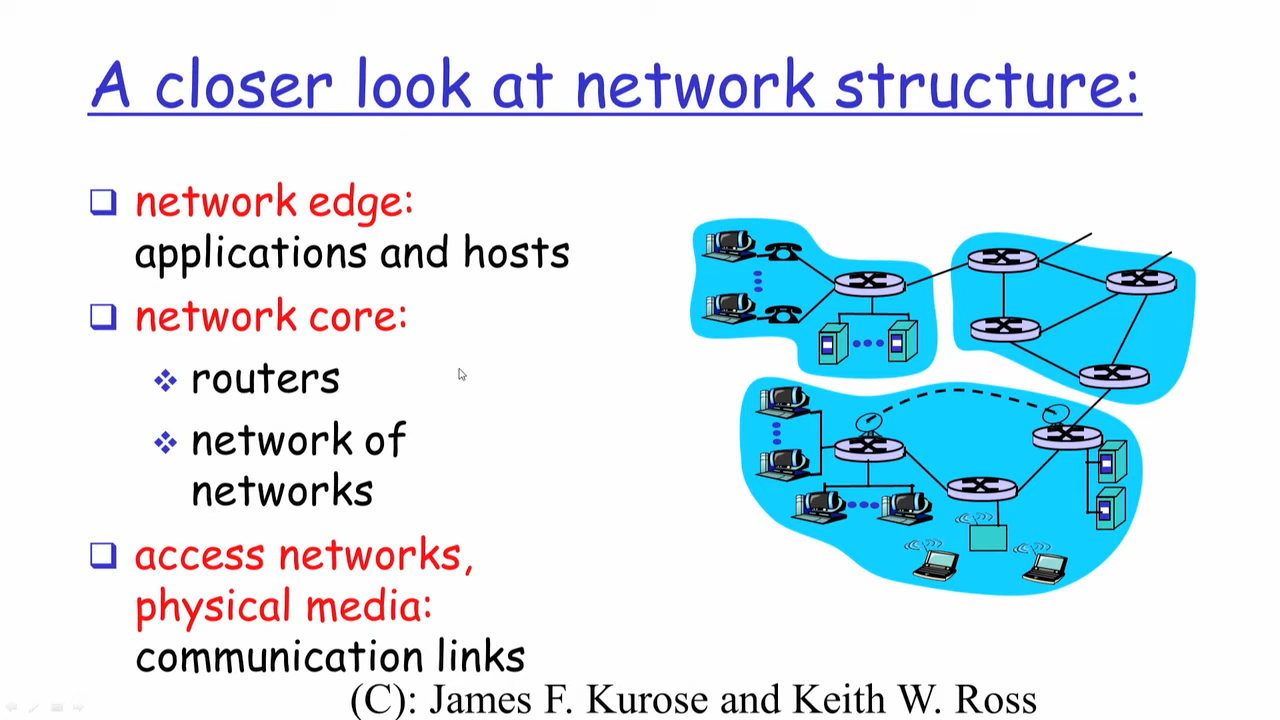 A closer look at network structure:
network edge:
applications and hosts
network core:
routers
network of
networks
access networks,
physical media:
communication links
(C): James F. Kurose and Keith W. Ross